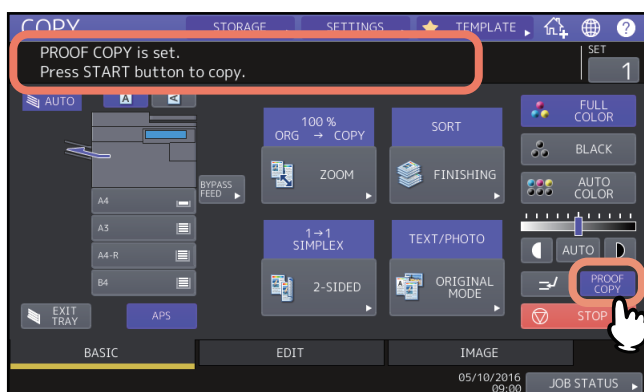 COPY
STORAGE
SETTINGS
TEMPLATE
?
PROOF COPY is set.
Press START button to copy.
SET
1
AUTO
A
A
100 %
ORG → COPY
SORT
FULL
COLOR
ZOOM
FINISHING
BLACK
BYPASS
FEED
AUTO
COLOR
A4
A3
A4-R
B4
1→1
SIMPLEX
TEXT/PHOTO
AUTO
2-SIDED
ORIGINAL
MODE
PROOF
COPY
EXIT
TRAY
APS
STOP
BASIC
EDIT
IMAGE
05/10/2016
09:00
JOB STATUS